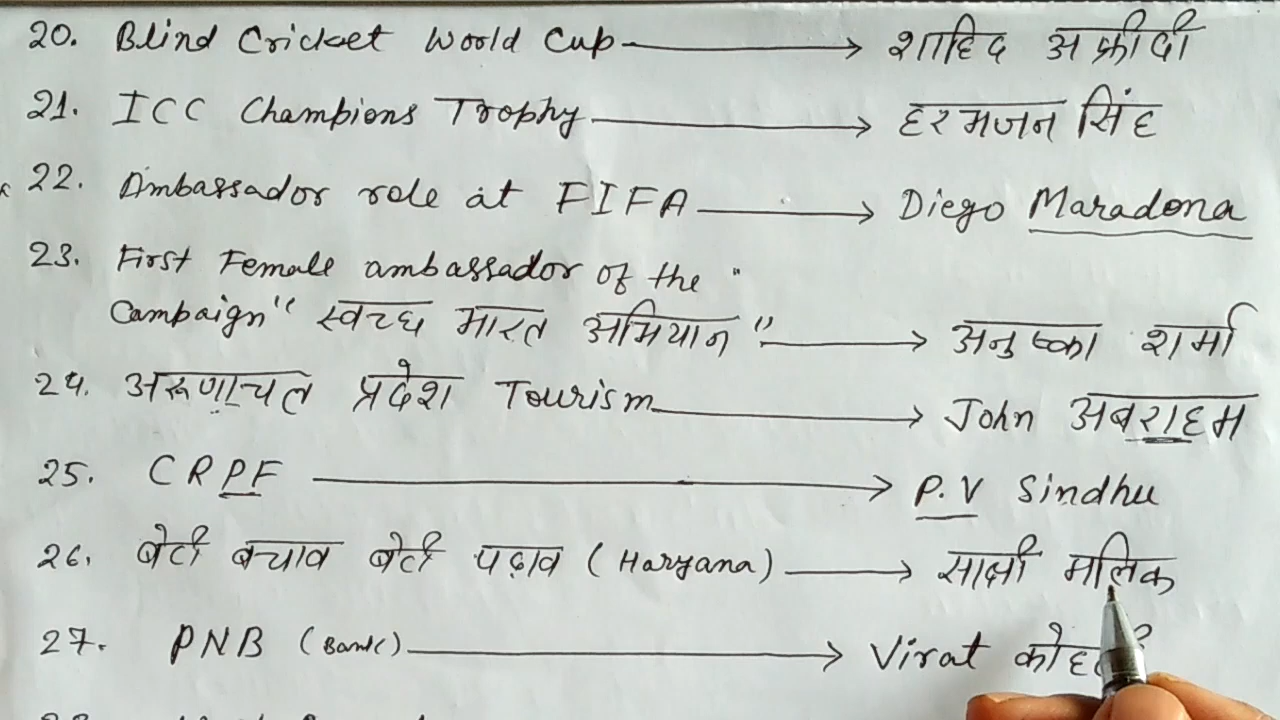 20. Blind Cricket World Cup → शाहिद अफ्रीदी
21. ICC Champions Trophy → हरमजन सिंह
22. Ambassador role at FIFA → Diego Maradona
23. First Female ambassador of the "
Campaign" स्वच्छ भारत अभियान" → अनुष्का शर्मा
24. अरूणाचल प्रदेश Tourism → John अबराहम
25. CRPF → P.V Sindhu
26. बेटी बचाव बेटी पढ़ाव (Haryana) → साक्षी मलिक
27. PNB (Bank) → Virat